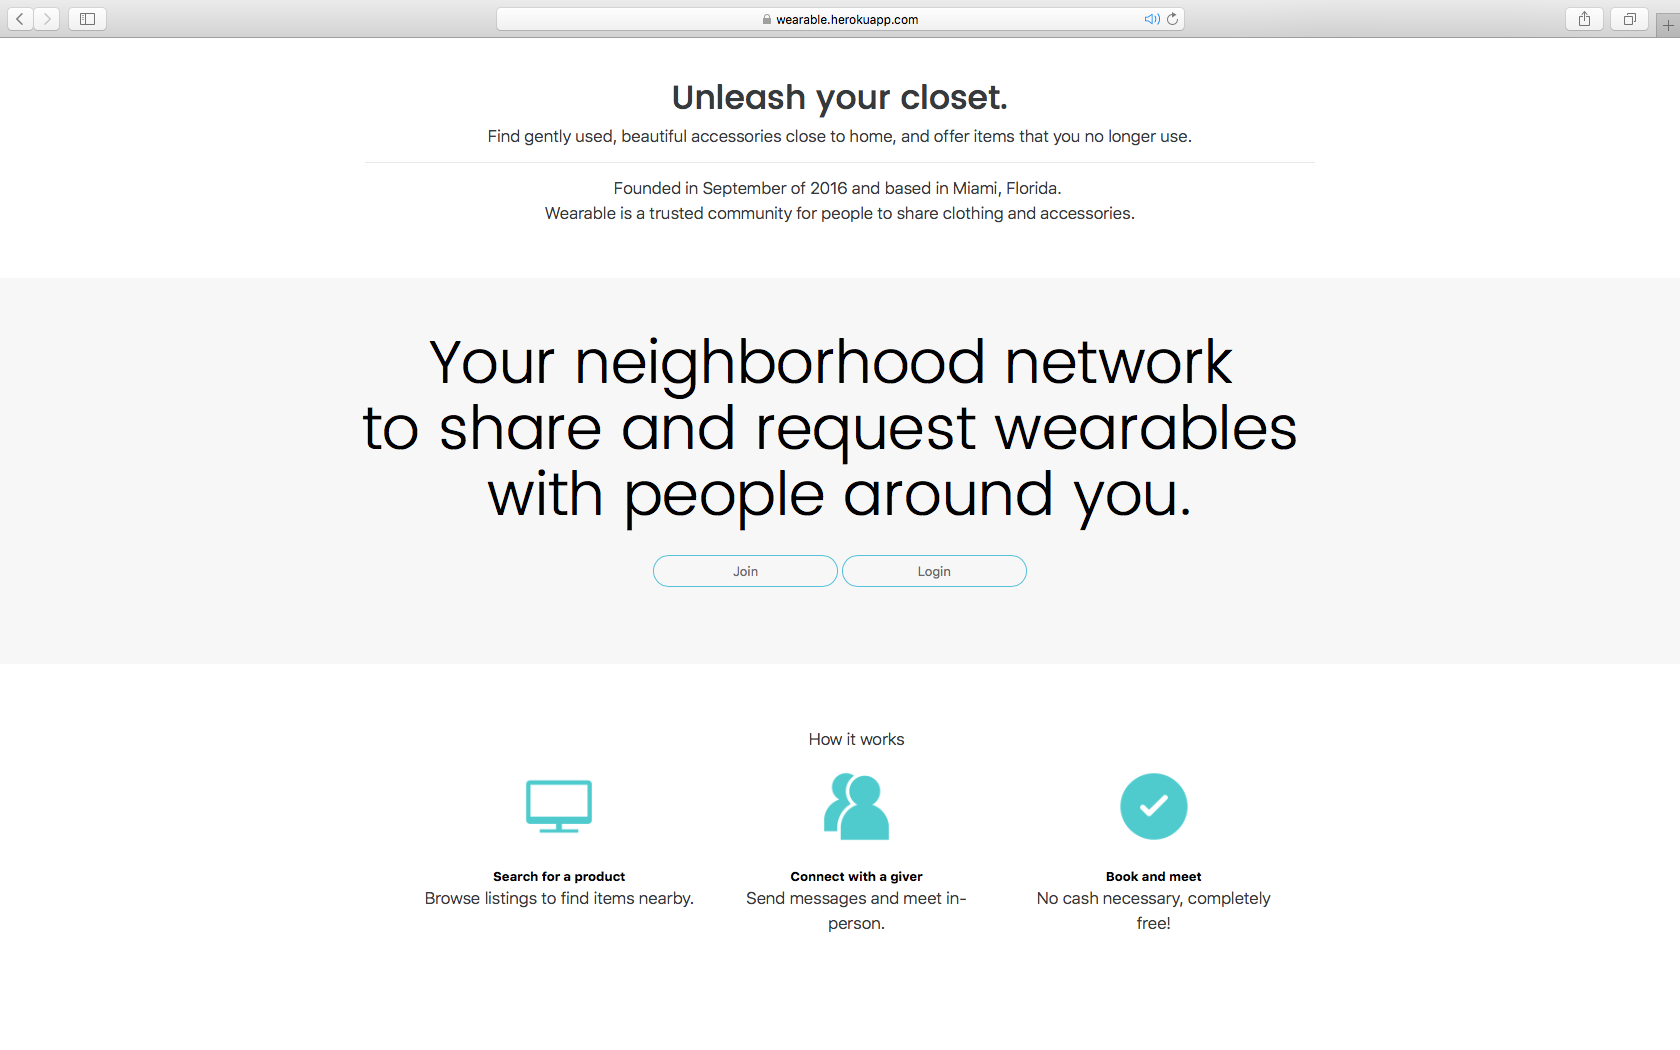 wearable.herokuapp.com
Unleash your closet.
Find gently used, beautiful accessories close to home, and offer items that you no longer use.
Founded in September of 2016 and based in Miami, Florida.
Wearable is a trusted community for people to share clothing and accessories.
Your neighborhood network
to share and request wearables
with people around you.
Join Login
How it works
Search for a product
Browse listings to find items nearby.
Connect with a giver
Send messages and meet in-
person.
Book and meet
No cash necessary, completely
free!